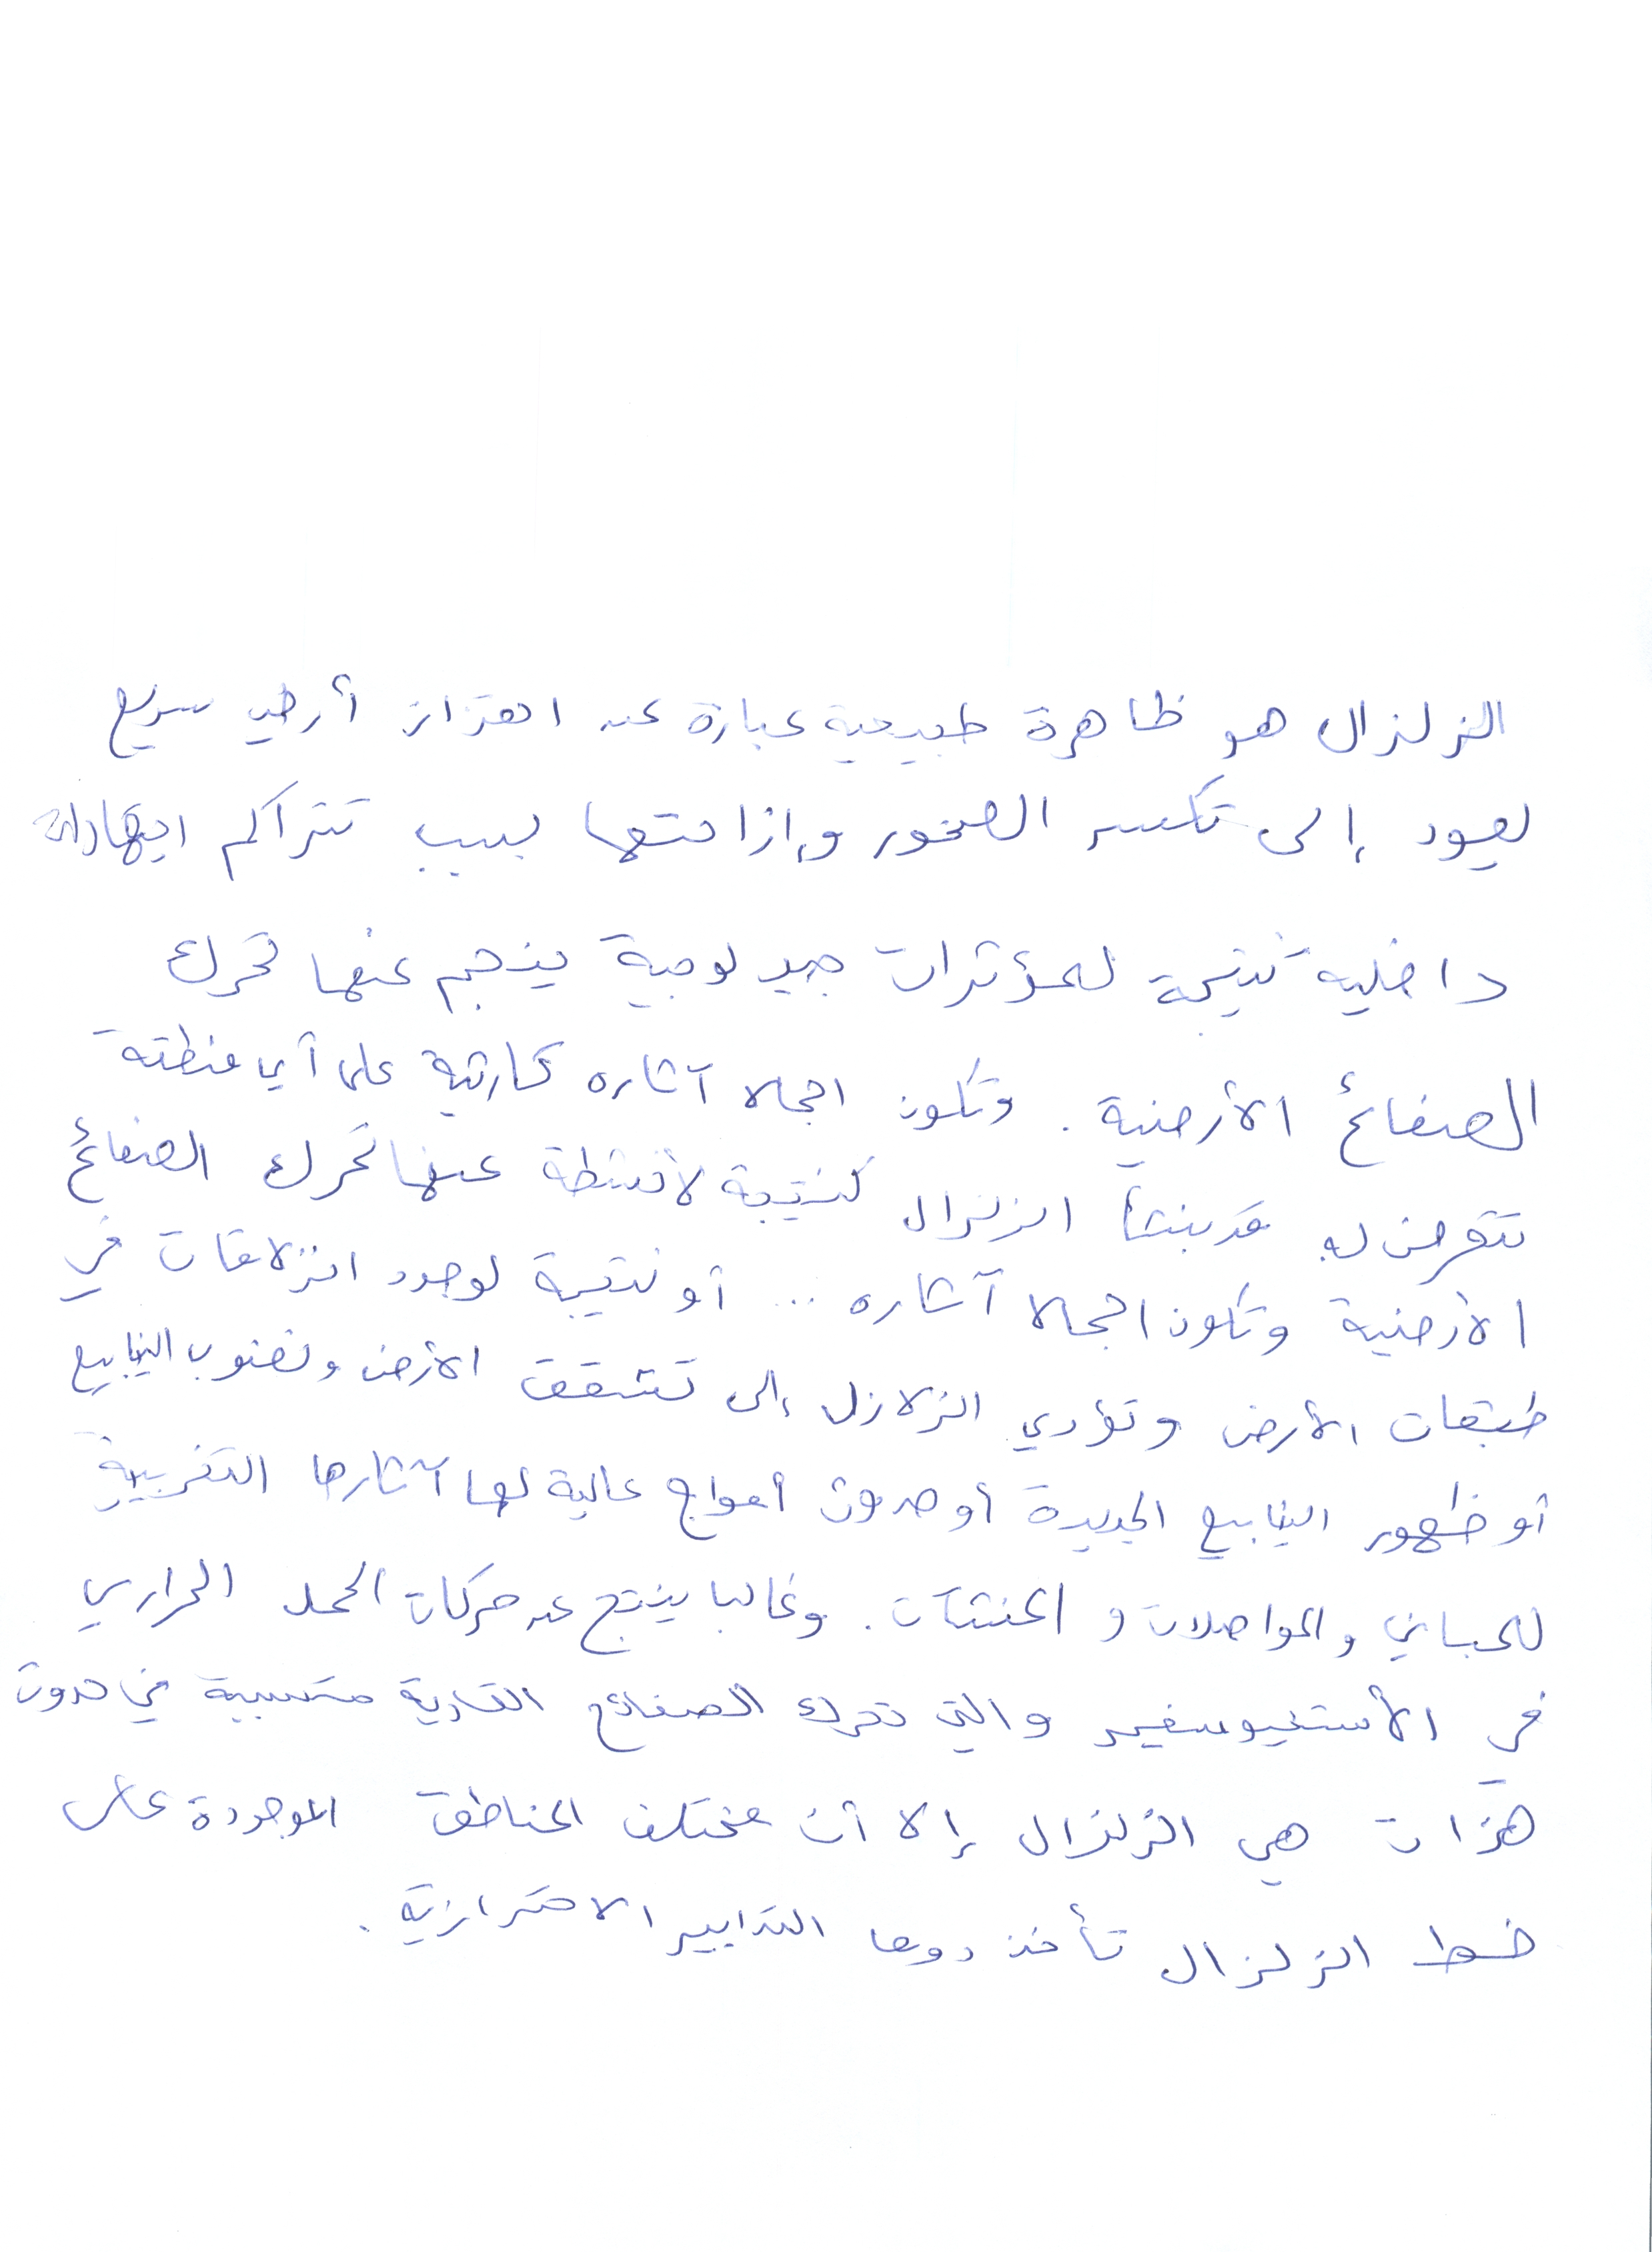 الزلزال هو ظاهرة طبيعية عبارة عن اهتزاز أرضي سريع
يعود إلى تكسر الصخور وإزاحتها بسبب تراكم اجهادات
داخلية نتيجة لمؤثرات جيولوجية ينجم عنها تحرك
الصفائح الأرضية. وتكون اجمالا آثاره كارثية على أي منطقة
تتعرض له قد ينشأ الزلزال كنتيجة لأنشطة عنها تحرك الصفائح
الأرضية وتكون اجمالا آثاره ... أو نتيجة لوجود انزلاقات في
طبقات الأرض وتؤدي الزلازل إلى تشقق الأرض ونضوب الينابيع
أو ظهور الينابيع الجديدة أو حدوث أمواج عالية لها آثارها التخريبية
للمباني والمواصلات و المنشآت. وغالبا ينتج عن حركات الحمل الحراري
في الأستنيوسفير والتي تحرك الصفائح القارية متسببة في حدوث
هزات هي الزلزال إلا أن مختلف المناطق الموجودة على
خط الزلزال تأخذ دوما التدابير الاحترازية.